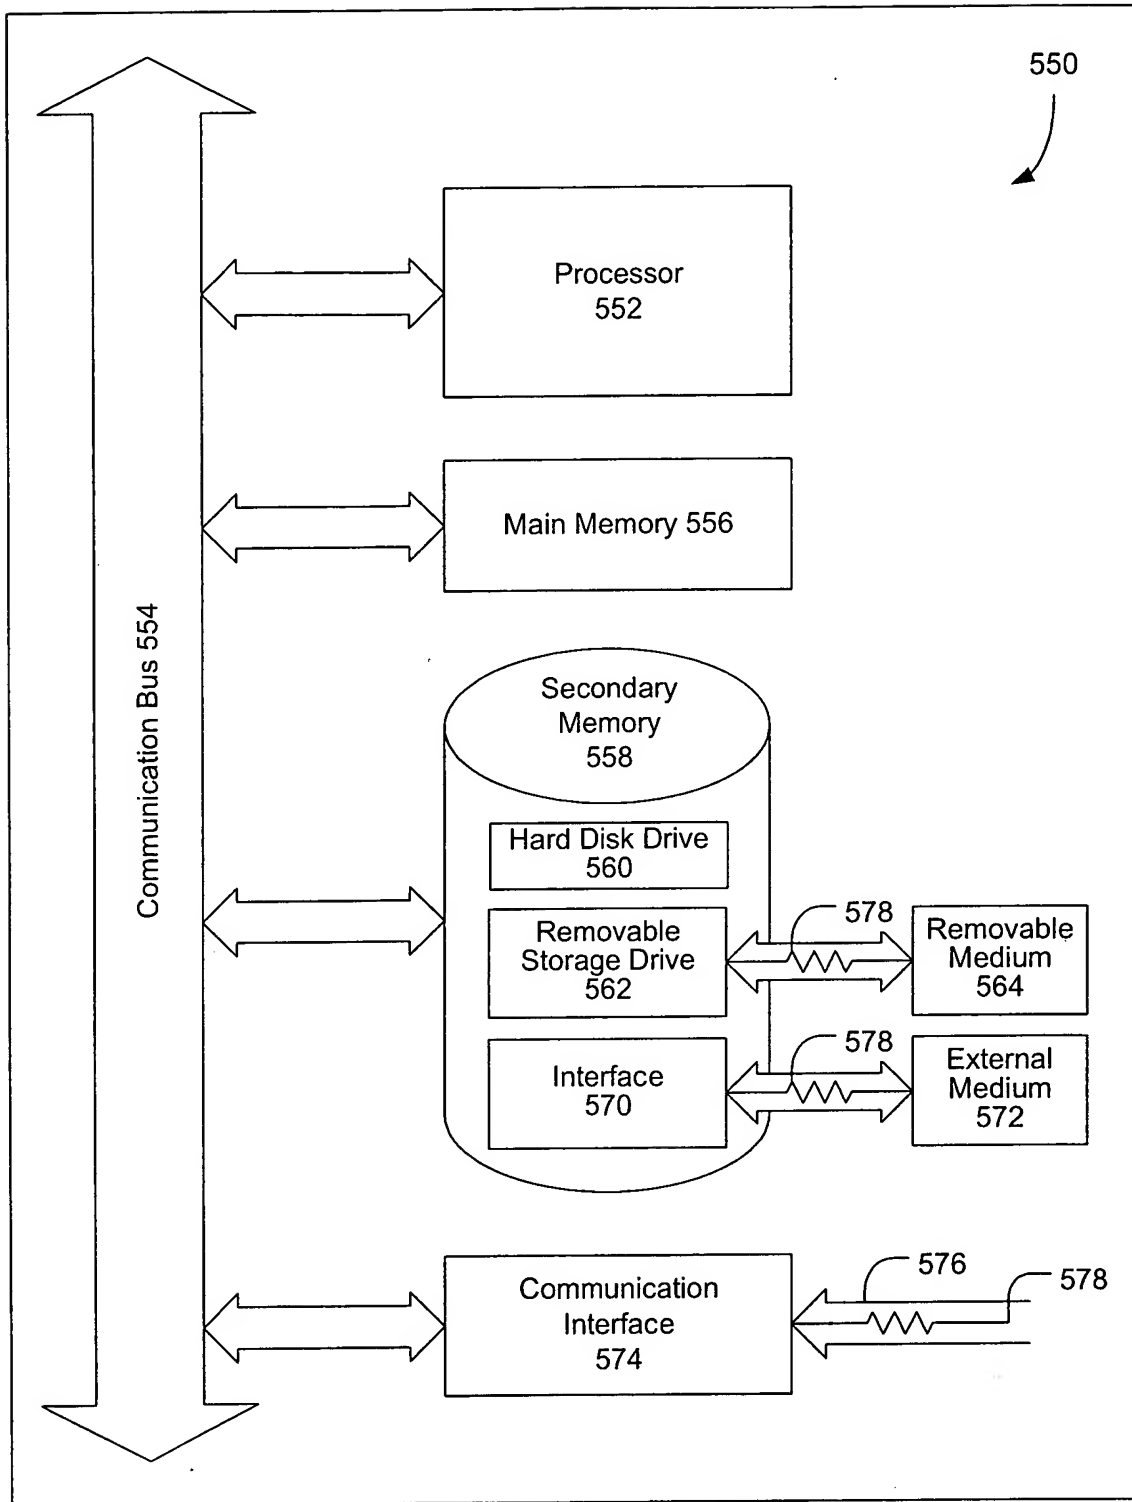 550
Processor
552
Main Memory 556
Communication Bus 554
Secondary
Memory
558
Hard Disk Drive
560
Removable
Storage Drive
562
578
Removable
Medium
564
Interface
570
578
External
Medium
572
Communication
Interface
574
576
578